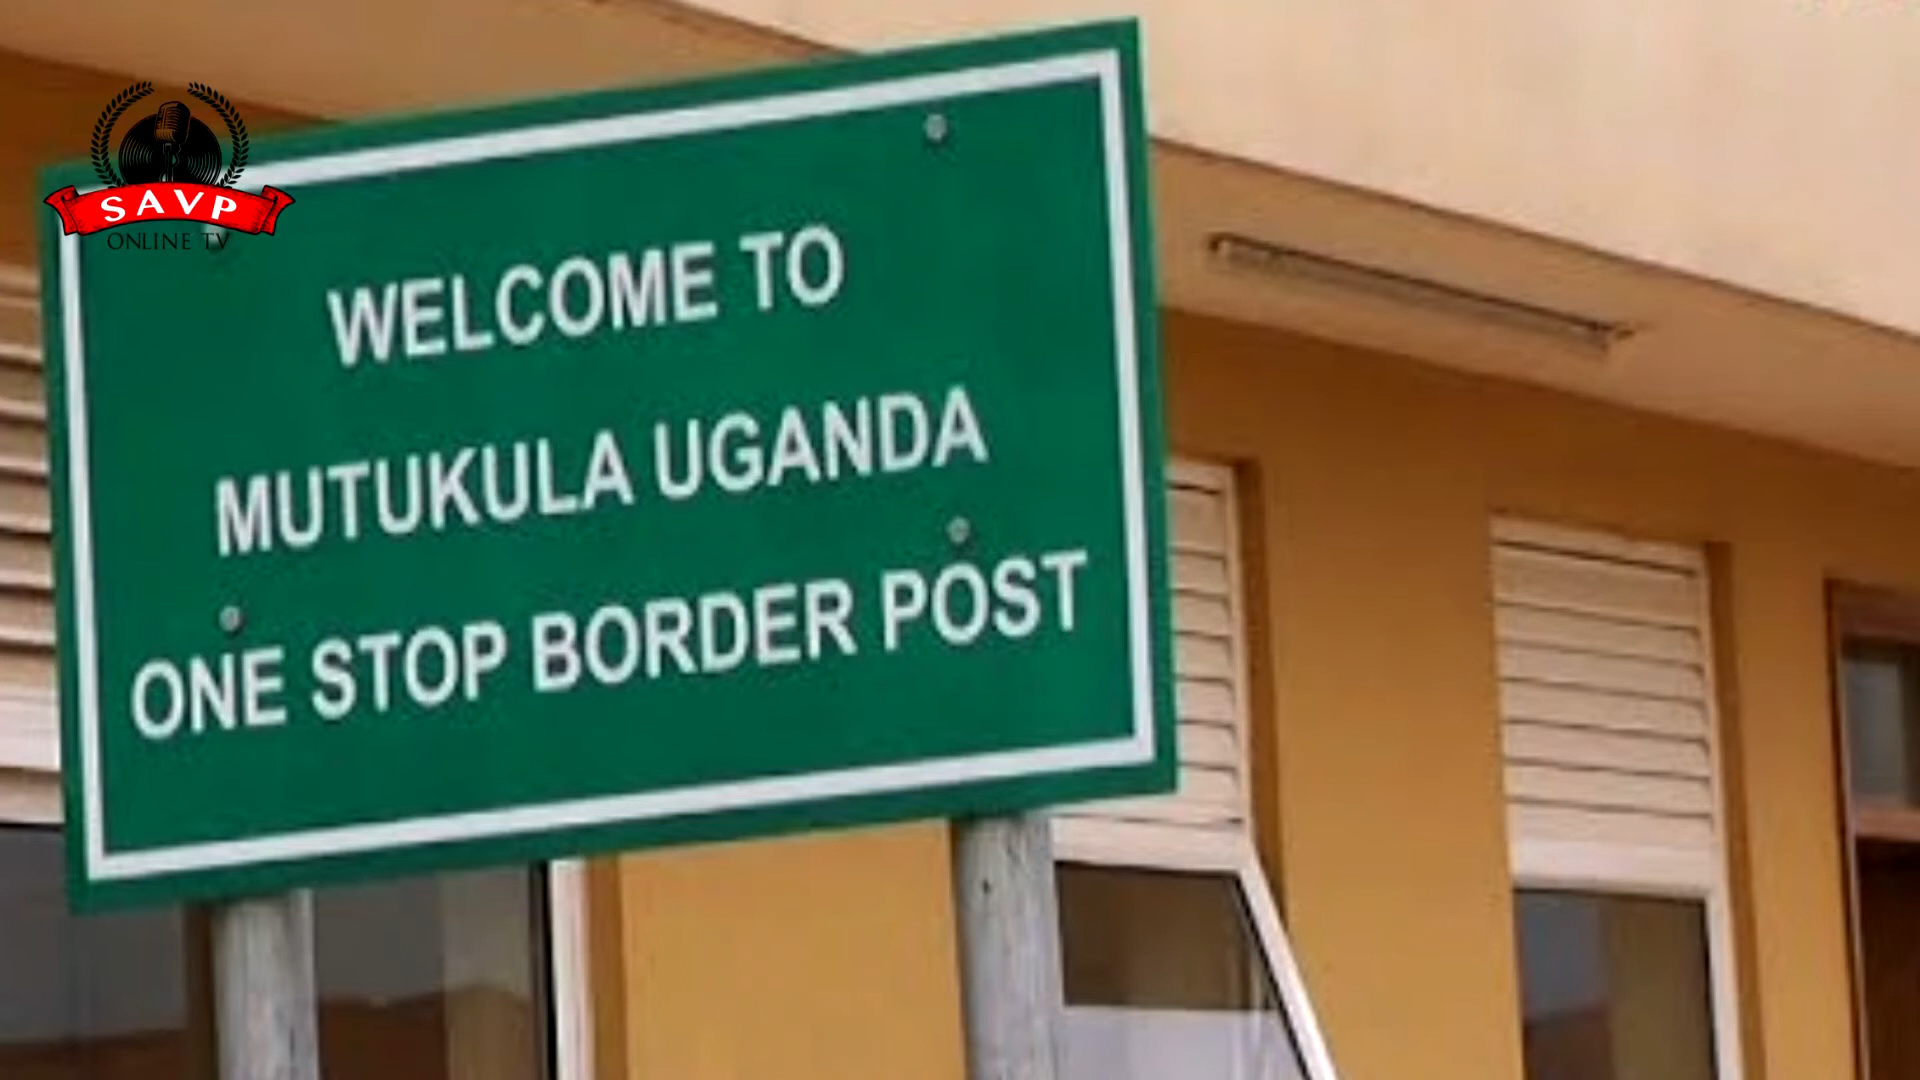 SAVP
ONLINE TV
WELCOME TO
MUTUKULA UGANDA
ONE STOP BORDER POST